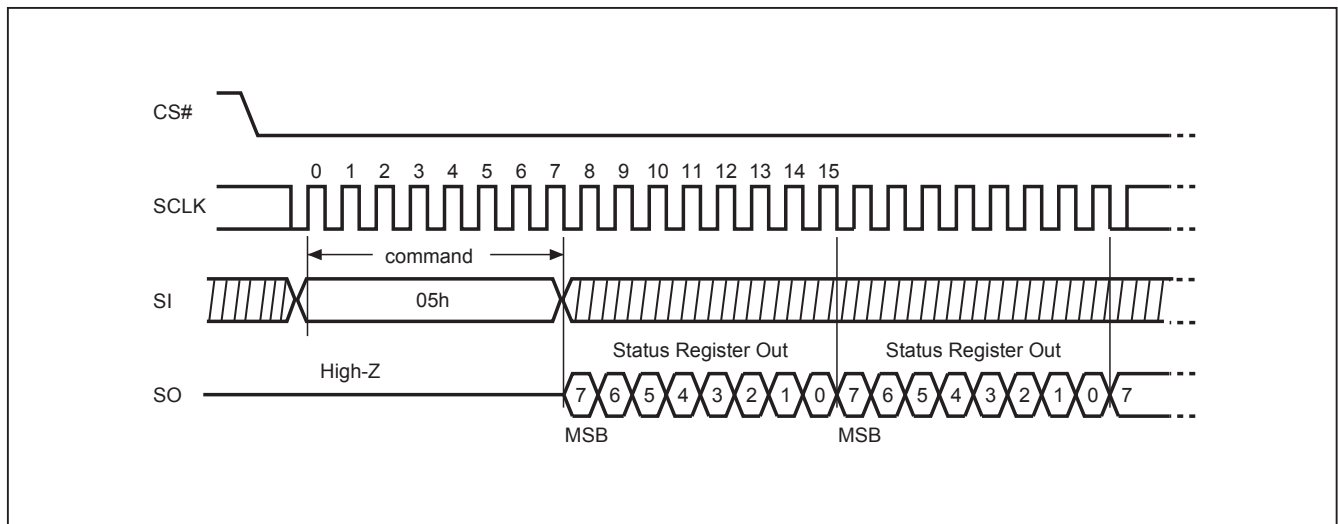 CS#
0 1 2 3 4 5 6 7 8 9 10 11 12 13 14 15
SCLK
command
SI
05h
Status Register Out Status Register Out
High-Z
SO
7 6 5 4 3 2 1 0 7 6 5 4 3 2 1 0 7
MSB MSB